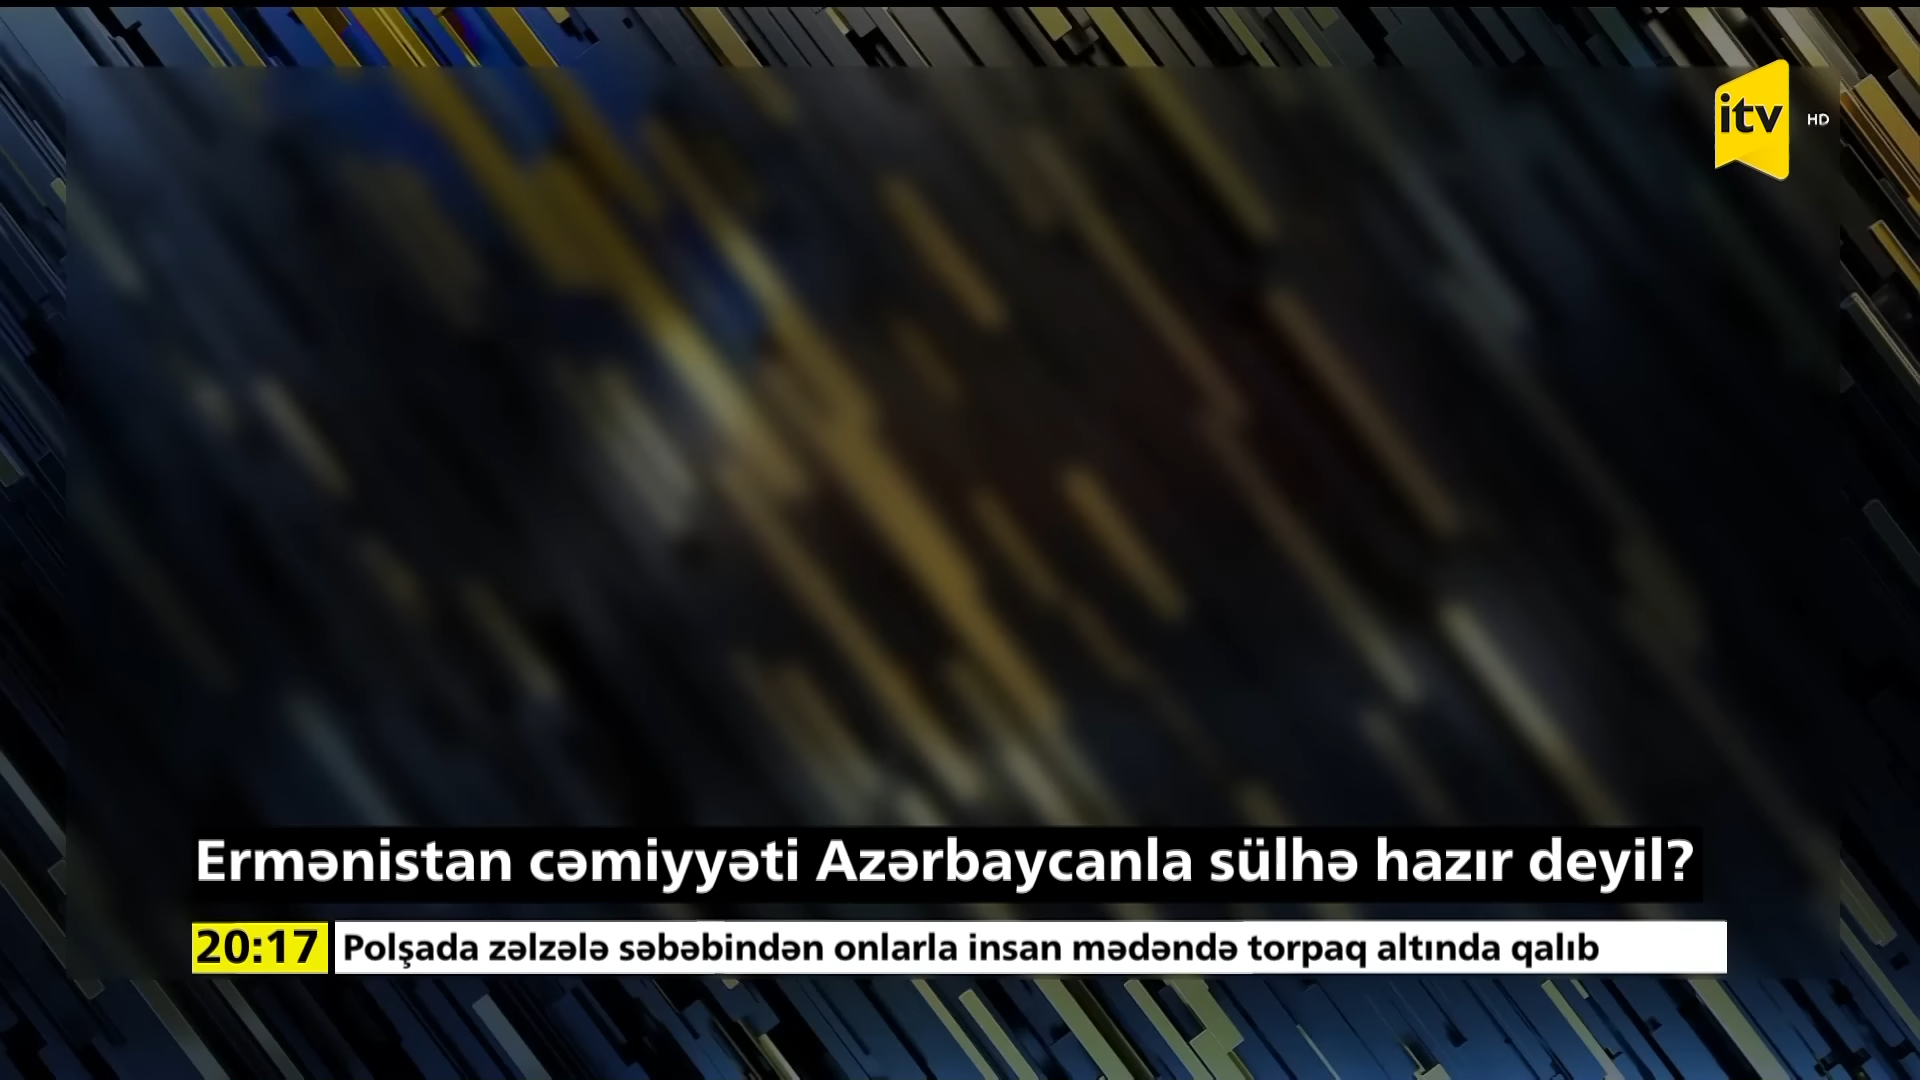 itv HD
Ermənistan cəmiyyəti Azərbaycanla sülhə hazır deyil?
20:17 Polşada zəlzələ səbəbindən onlarla insan mədəndə torpaq altında qalıb